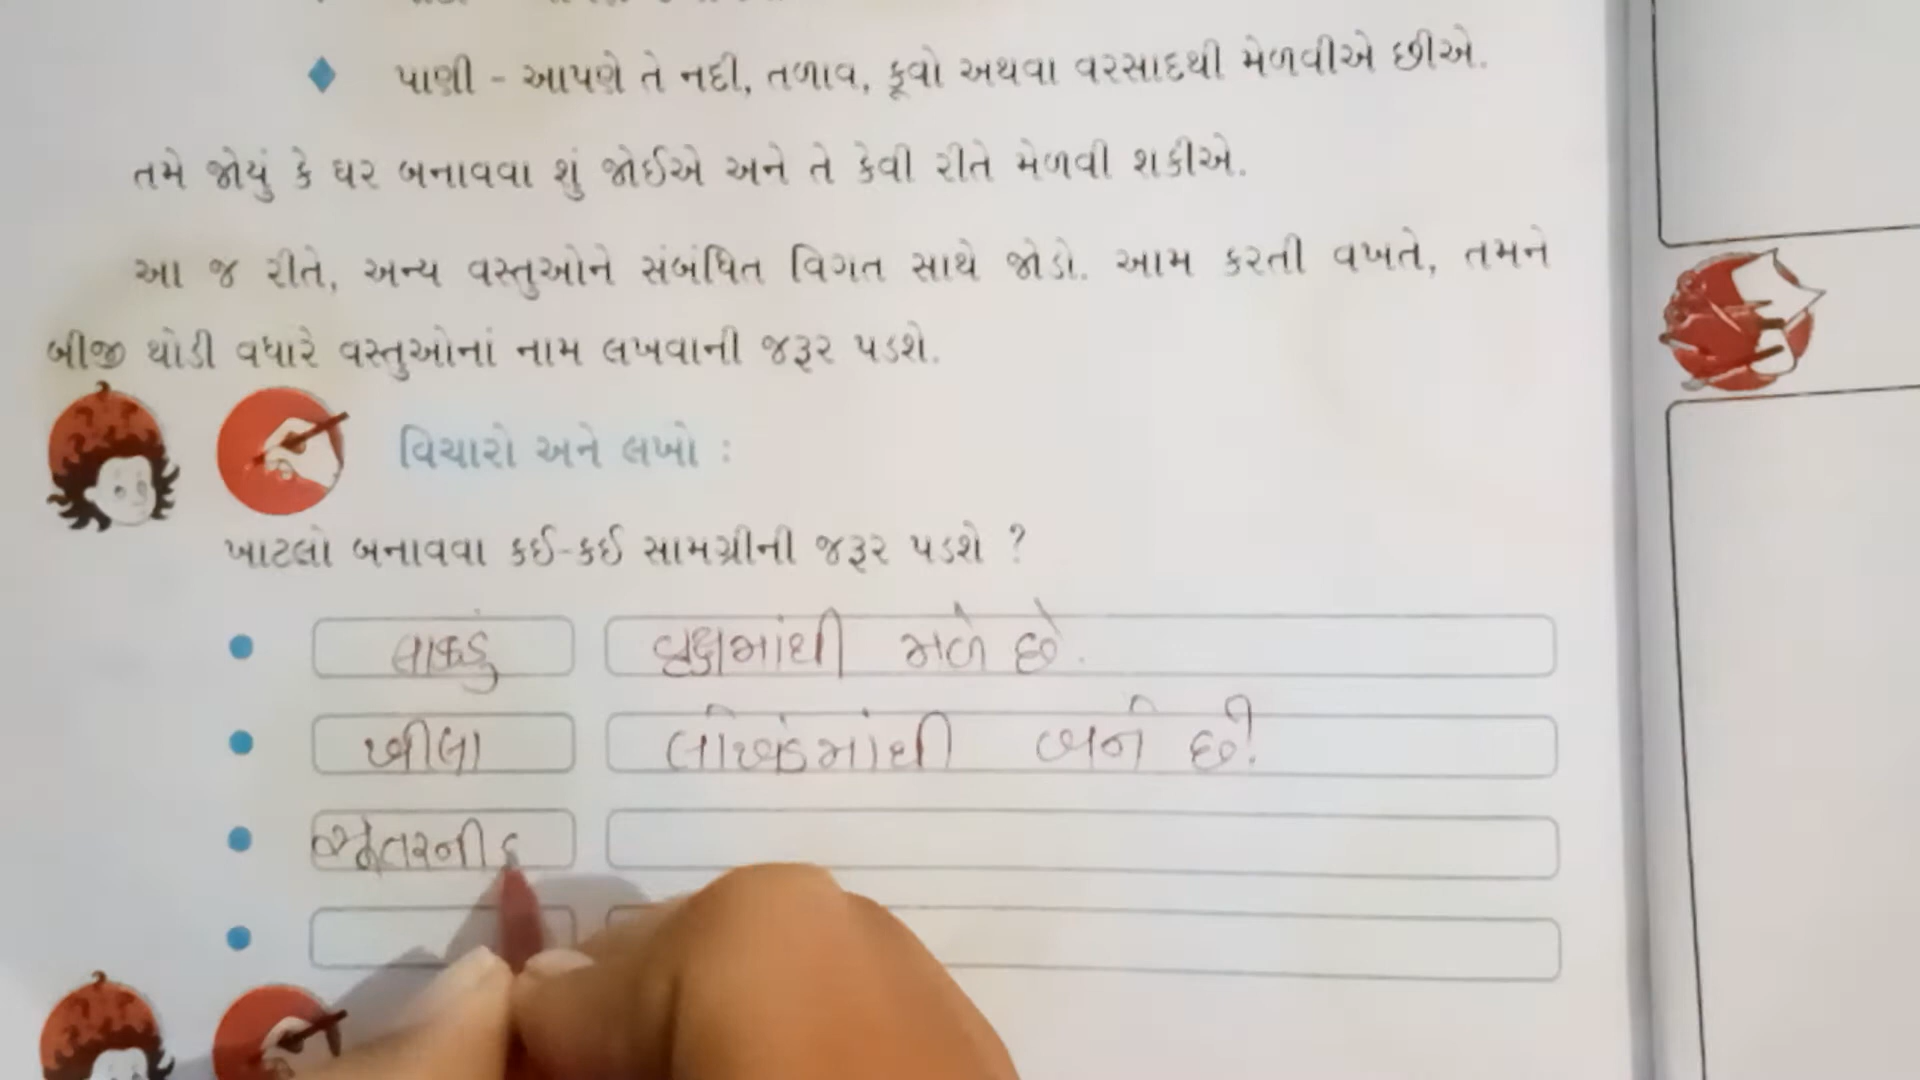 ◆ પાણી - આપણે તે નદી, તળાવ, કૂવો અથવા વરસાદથી મેળવીએ છીએ.
તમે જોયું કે ઘર બનાવવા શું જોઈએ અને તે કેવી રીતે મેળવી શકીએ.
આ જ રીતે, અન્ય વસ્તુઓને સંબંધિત વિગત સાથે જોડો. આમ કરતી વખતે, તમને
બીજી થોડી વધારે વસ્તુઓનાં નામ લખવાની જરૂર પડશે.
વિચારો અને લખો :
ખાટલો બનાવવા કઈ-કઈ સામગ્રીની જરૂર પડશે ?
લાકડું વૃક્ષમાંથી મળે છે.
ખીલા લોખંડમાંથી બને છે.
સૂતરની